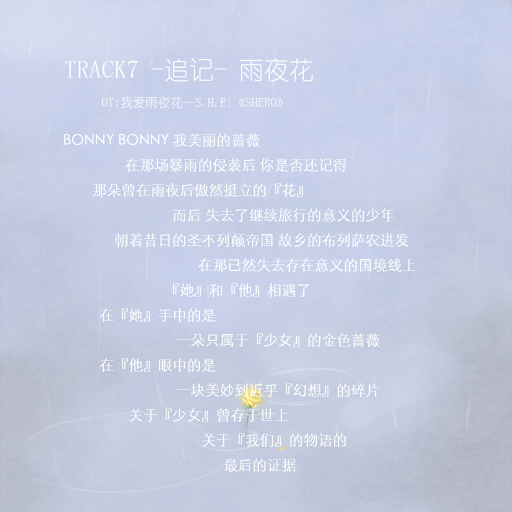 TRACK7 -追记- 雨夜花
OT:我爱雨夜花—S.H.E|《SHERO》
BONNY BONNY 我美丽的蔷薇
在那场暴雨的侵袭后 你是否还记得
那朵曾在雨夜后傲然挺立的『花』
而后 失去了继续旅行的意义的少年
朝着昔日的圣不列颠帝国 故乡的布列萨农进发
在那已然失去存在意义的国境线上
『她』和『他』相遇了
在『她』手中的是
一朵只属于『少女』的金色蔷薇
在『他』眼中的是
一块美妙到近乎『幻想』的碎片
关于『少女』曾存于世上
关于『我们』的物语的
最后的证据